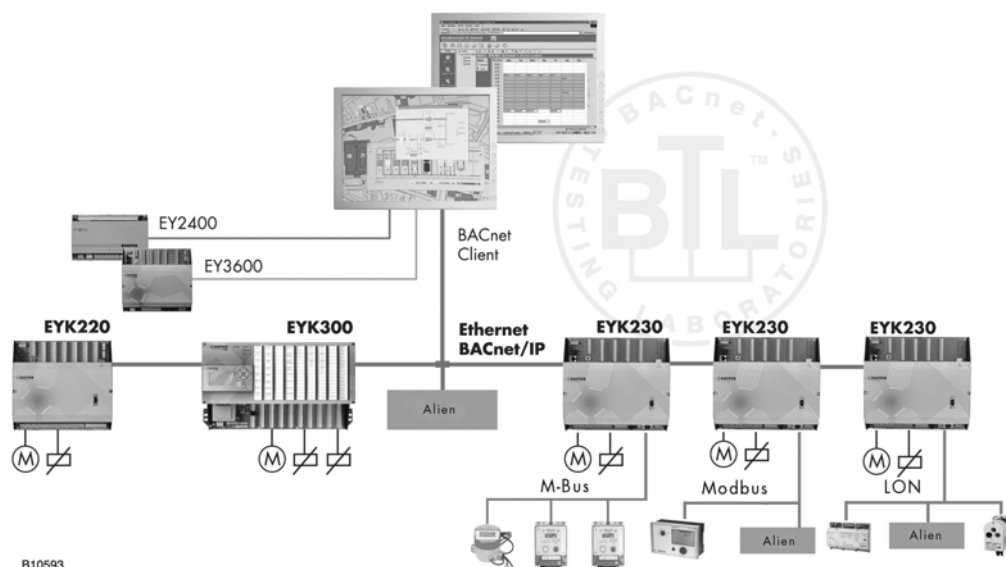 BACnet
TESTING LABORATORIES
BTL
TM
EY2400
EY3600
BACnet
Client
EYK220
EYK300
Ethernet
BACnet/IP
EYK230
EYK230
EYK230
Alien
M
M
M
M
M
M-Bus
Modbus
LON
Alien
Alien
B10593